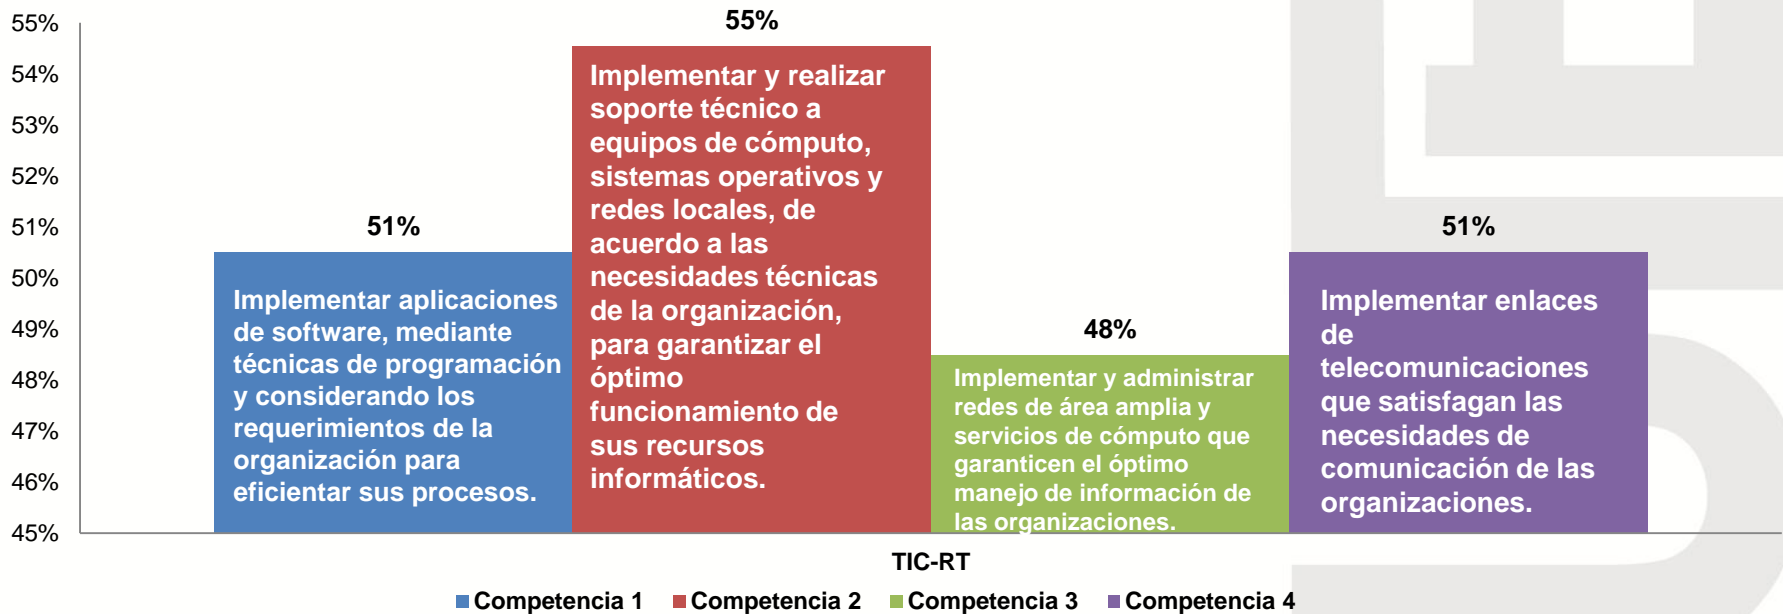 55%
54%
53%
52%
51%
50%
49%
48%
47%
46%
45%
51%
Implementar aplicaciones
de software, mediante
técnicas de programación
y considerando los
requerimientos de la
organización para
eficientar sus procesos.
55%
Implementar y realizar
soporte técnico a
equipos de cómputo,
sistemas operativos y
redes locales, de
acuerdo a las
necesidades técnicas
de la organización,
para garantizar el
óptimo
funcionamiento de
sus recursos
informáticos.
48%
Implementar y administrar
redes de área amplia y
servicios de cómputo que
garanticen el óptimo
manejo de información de
las organizaciones.
51%
Implementar enlaces
de
telecomunicaciones
que satisfagan las
necesidades de
comunicación de las
organizaciones.
TIC-RT
Competencia 1 Competencia 2 Competencia 3 Competencia 4